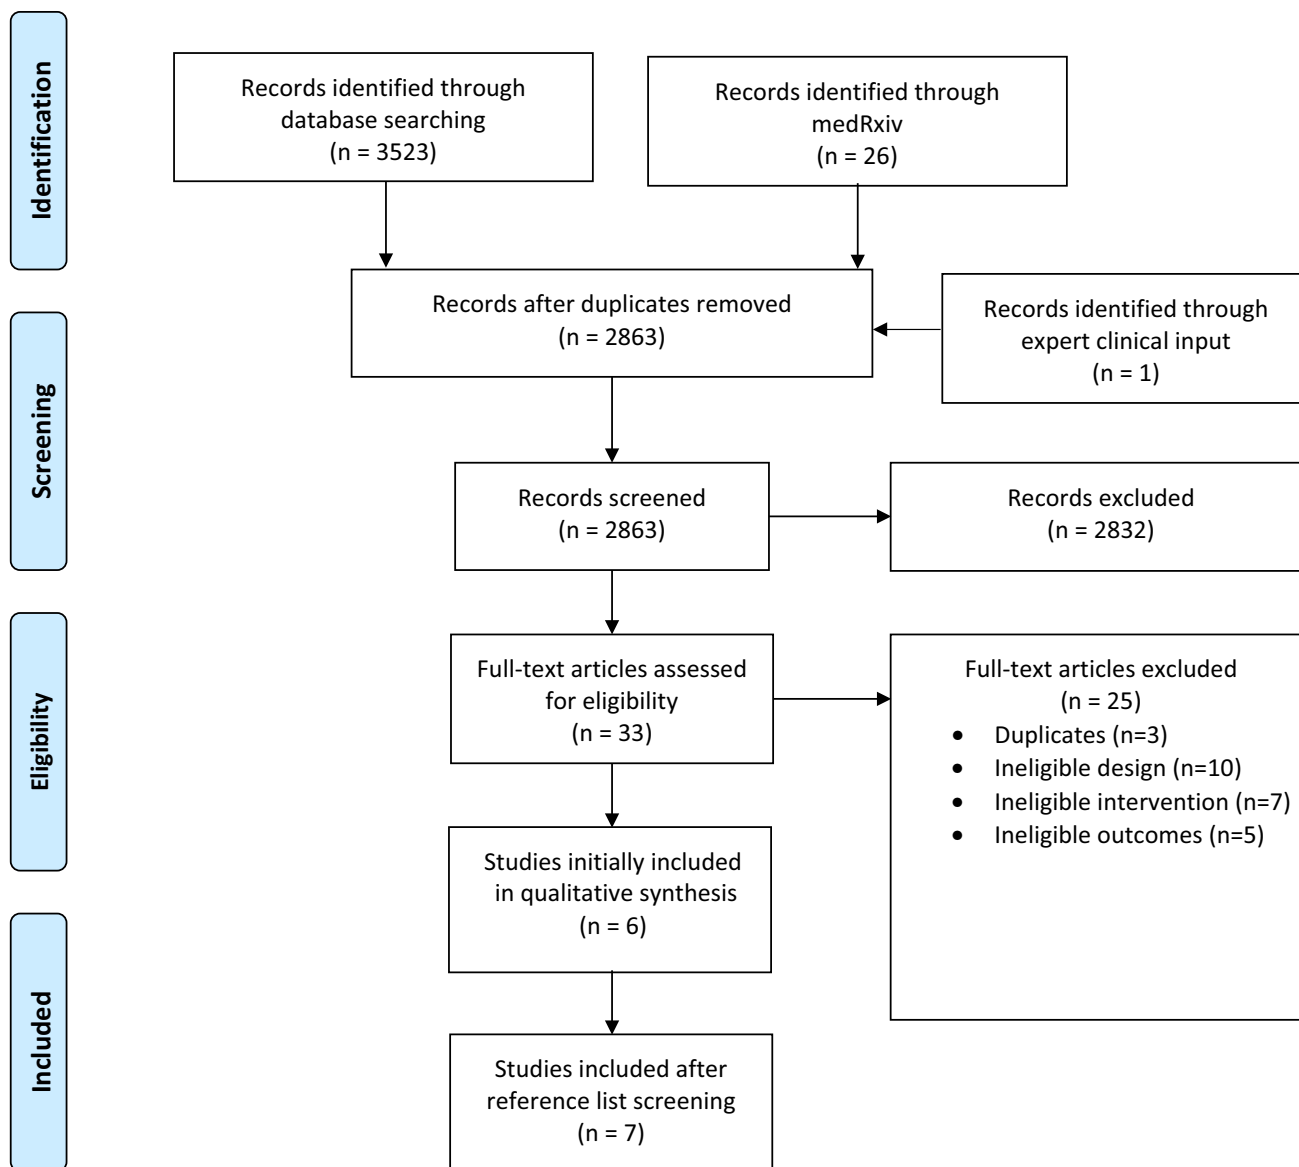 Identification
Records identified through
database searching
(n = 3523)
Records identified through
medRxiv
(n = 26)
Records after duplicates removed
(n = 2863)
Records identified through
expert clinical input
(n = 1)
Screening
Records screened
(n = 2863)
Records excluded
(n = 2832)
Eligibility
Full-text articles assessed
for eligibility
(n = 33)
Full-text articles excluded
(n = 25)
• Duplicates (n=3)
• Ineligible design (n=10)
• Ineligible intervention (n=7)
• Ineligible outcomes (n=5)
Studies initially included
in qualitative synthesis
(n = 6)
Included
Studies included after
reference list screening
(n = 7)